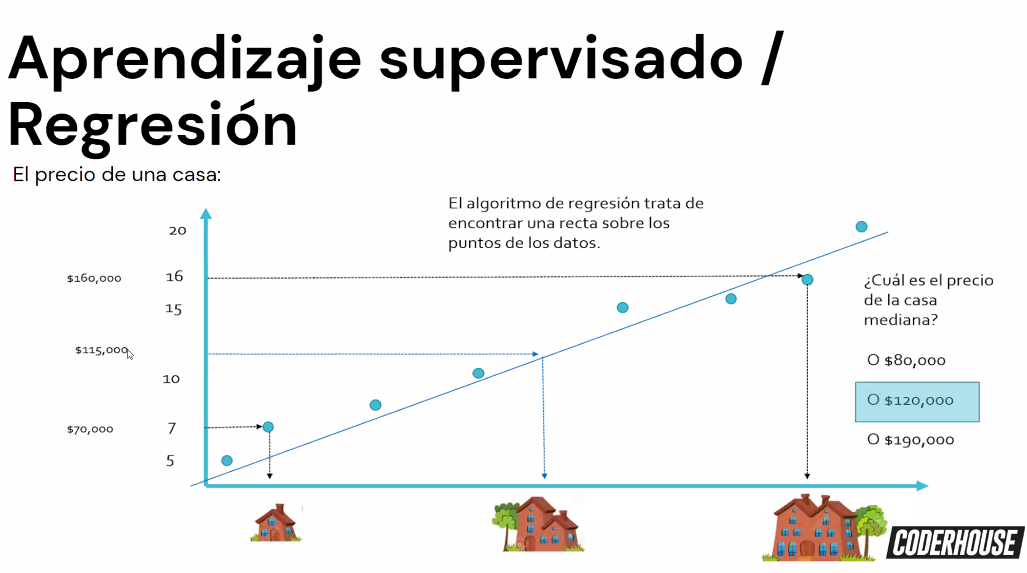 Aprendizaje supervisado /
Regresión
El precio de una casa:
El algoritmo de regresión trata de
encontrar una recta sobre los
puntos de los datos.
20
$160,000 16
15
$115,000
10
$70,000 7
5
¿Cuál es el precio
de la casa
mediana?
O $80,000
O $120,000
O $190,000
CODERHOUSE